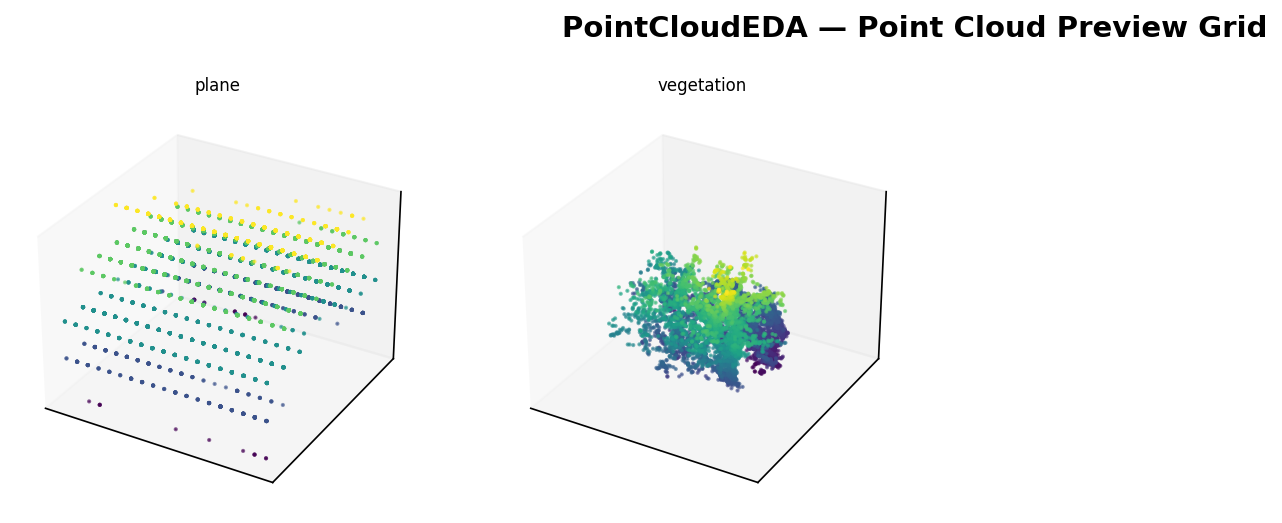 PointCloudEDA — Point Cloud Preview Grid
plane
vegetation